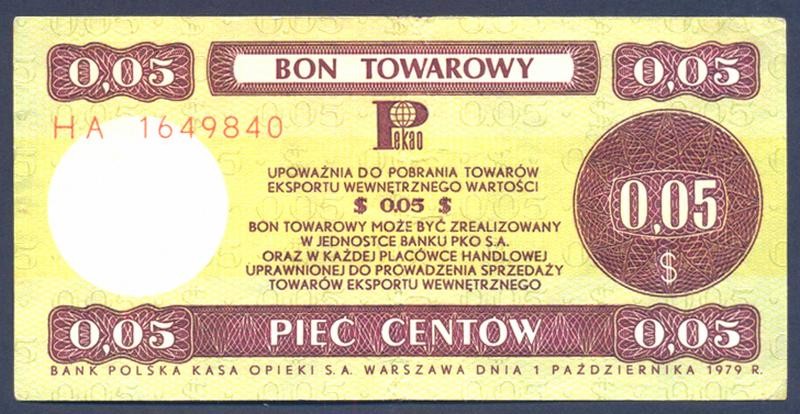 0,05 BON TOWAROWY 0,05
HA 1649840
Pekao
UPOWAŻNIA DO POBRANIA TOWARÓW
EKSPORTU WEWNĘTRZNEGO WARTOŚCI
$ 0.05 $
BON TOWAROWY MOŻE BYĆ ZREALIZOWANY
W JEDNOSTCE BANKU PKO S.A.
ORAZ W KAŻDEJ PLACÓWCE HANDLOWEJ
UPRAWNIONEJ DO PROWADZENIA SPRZEDAŻY
TOWARÓW EKSPORTU WEWNĘTRZNEGO
0,05
$
0,05 PIĘĆ CENTÓW 0,05
BANK POLSKA KASA OPIEKI S.A. WARSZAWA DNIA 1 PAŹDZIERNIKA 1979 R.